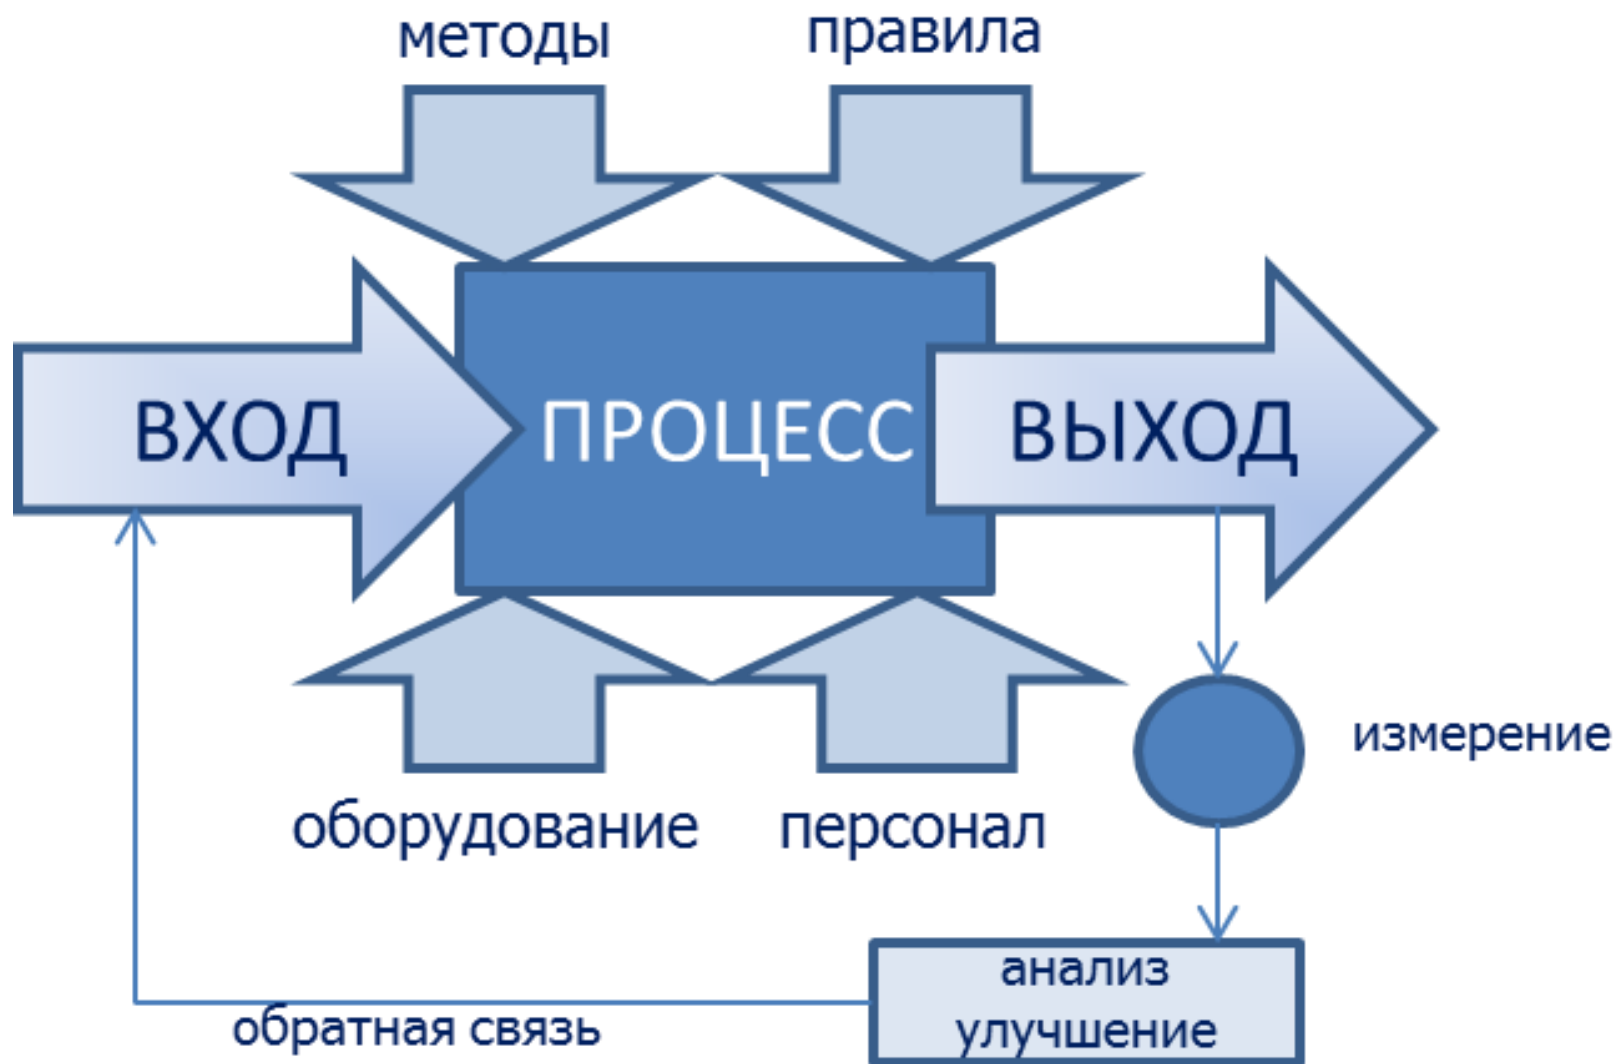 методы
правила
ВХОД
ПРОЦЕСС
ВЫХОД
оборудование
персонал
измерение
анализ
улучшение
обратная связь